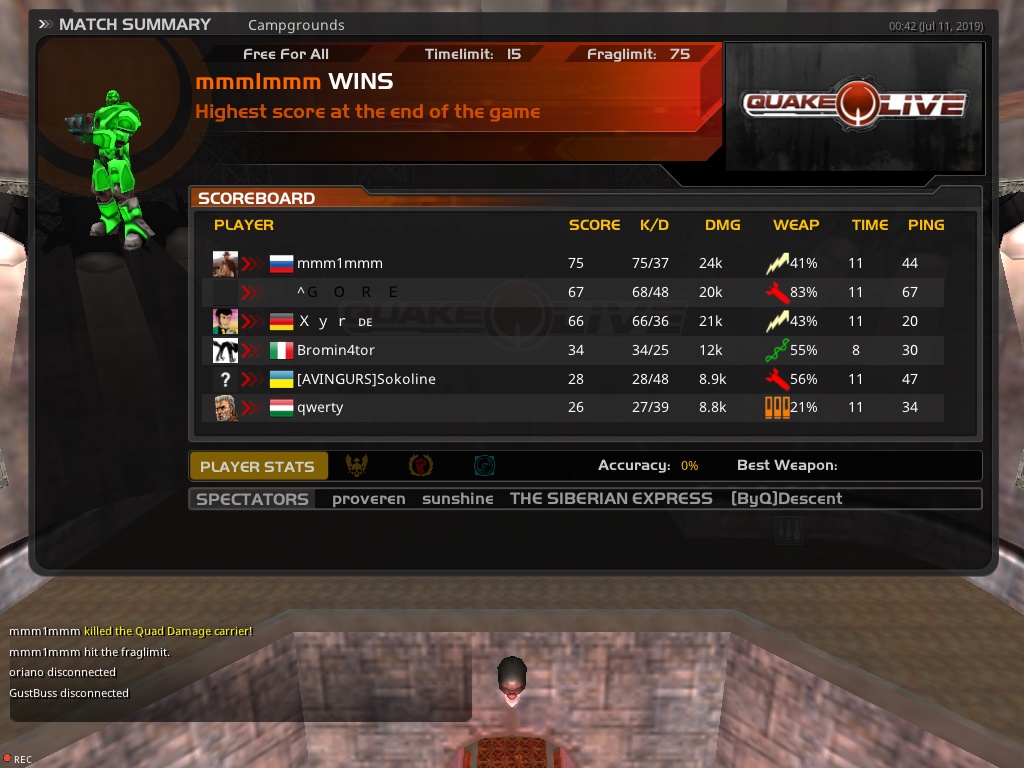 MATCH SUMMARY Campgrounds 00:42 (Jul 11, 2019)
Free For All Timelimit: 15 Fraglimit: 75
mmm1mmm WINS
Highest score at the end of the game
QUAKE LIVE
SCOREBOARD
PLAYER SCORE K/D DMG WEAP TIME PING
mmm1mmm 75 75/37 24k 41% 11 44
^G O R E 67 68/48 20k 83% 11 67
X y r DE 66 66/36 21k 43% 11 20
Bromin4tor 34 34/25 12k 55% 8 30
? [AVINGURS]Sokoline 28 28/48 8.9k 56% 11 47
qwerty 26 27/39 8.8k 21% 11 34
PLAYER STATS Accuracy: 0% Best Weapon:
SPECTATORS proveren sunshine THE SIBERIAN EXPRESS [ByQ]Descent
mmm1mmm killed the Quad Damage carrier!
mmm1mmm hit the fraglimit.
oriano disconnected
GustBuss disconnected
REC